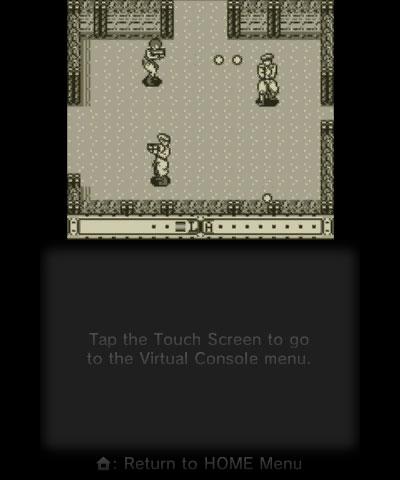 Tap the Touch Screen to go
to the Virtual Console menu.
: Return to HOME Menu